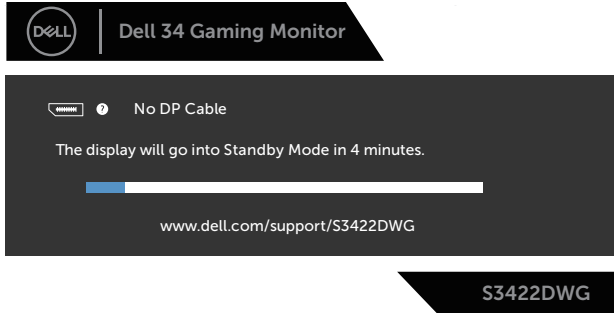 DELL
Dell 34 Gaming Monitor
? No DP Cable
The display will go into Standby Mode in 4 minutes.
www.dell.com/support/S3422DWG
S3422DWG